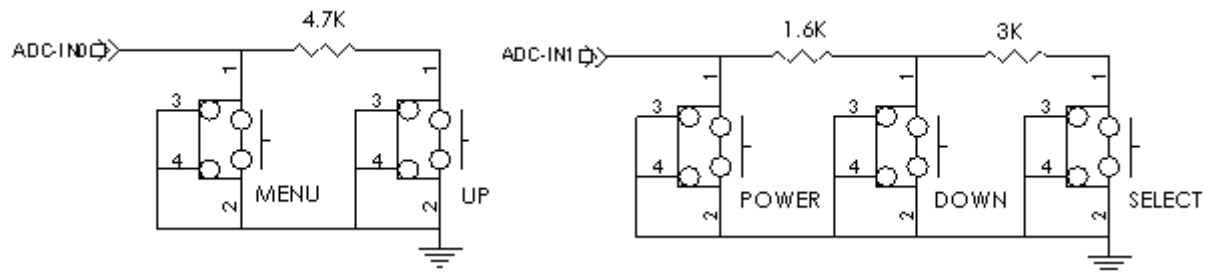 4.7K
ADC-IN0
1 1
3 3
4 4
MENU UP
2 2
1.6K 3K
ADC-IN1
1 1 1
3 3 3
4 4 4
POWER DOWN SELECT
2 2 2